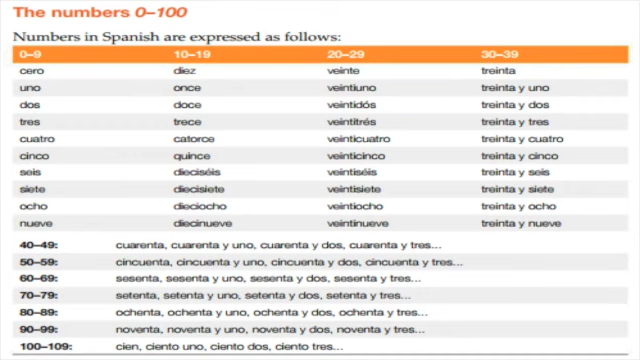 The numbers 0–100
Numbers in Spanish are expressed as follows:
0–9 10–19 20–29 30–39
cero diez veinte treinta
uno once veintiuno treinta y uno
dos doce veintidós treinta y dos
tres trece veintitrés treinta y tres
cuatro catorce veinticuatro treinta y cuatro
cinco quince veinticinco treinta y cinco
seis dieciséis veintiséis treinta y seis
siete diecisiete veintisiete treinta y siete
ocho dieciocho veintiocho treinta y ocho
nueve diecinueve veintinueve treinta y nueve
40–49: cuarenta, cuarenta y uno, cuarenta y dos, cuarenta y tres...
50–59: cincuenta, cincuenta y uno, cincuenta y dos, cincuenta y tres...
60–69: sesenta, sesenta y uno, sesenta y dos, sesenta y tres...
70–79: setenta, setenta y uno, setenta y dos, setenta y tres...
80–89: ochenta, ochenta y uno, ochenta y dos, ochenta y tres...
90–99: noventa, noventa y uno, noventa y dos, noventa y tres...
100–109: cien, ciento uno, ciento dos, ciento tres...